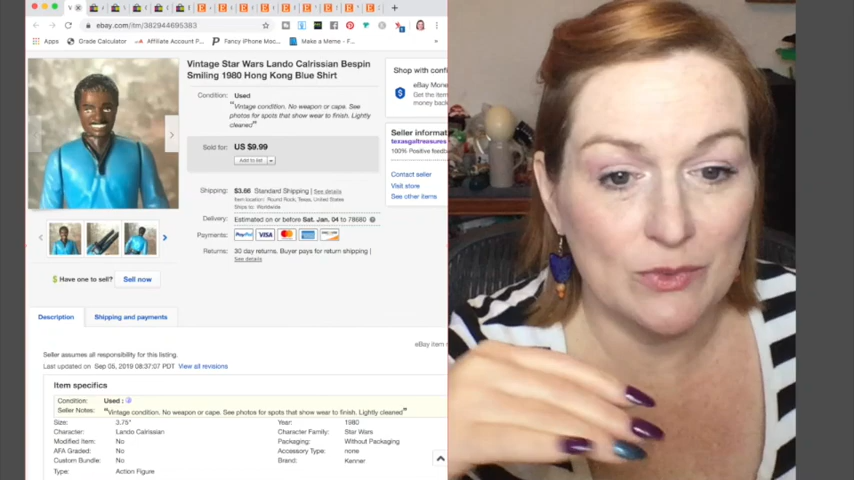 ebay.com/itm/382944695383
Apps
Grade Calculator
Affiliate Account P...
Fancy iPhone Moc...
Make a Meme - F...
Vintage Star Wars Lando Calrissian Bespin
Smiling 1980 Hong Kong Blue Shirt
Shop with confi
eBay Mone
Get the item
money back
Condition: Used
"Vintage condition. No weapon or cape. See
photos for spots that show wear to finish. Lightly
cleaned"
Seller informat
texasgaltreasures
100% Positive feedba
Sold for: US $9.99
Add to list
Contact seller
Visit store
See other items
Shipping: $3.66 Standard Shipping | See details
Item location: Round Rock, Texas, United States
Ships to: Worldwide
Delivery: Estimated on or before Sat. Jan. 04 to 78680
Payments: PayPal VISA
Returns: 30 day returns. Buyer pays for return shipping |
See details
$ Have one to sell? Sell now
Description
Shipping and payments
eBay item
Seller assumes all responsibility for this listing.
Last updated on Sep 05, 2019 08:37:07 PDT View all revisions
Item specifics
Condition: Used :
Seller Notes: "Vintage condition. No weapon or cape. See photos for spots that show wear to finish. Lightly cleaned"
Size: 3.75" Year: 1980
Character: Lando Calrissian Character Family: Star Wars
Modified Item: No Packaging: Without Packaging
AFA Graded: No Accessory Type: none
Custom Bundle: No Brand: Kenner
Type: Action Figure